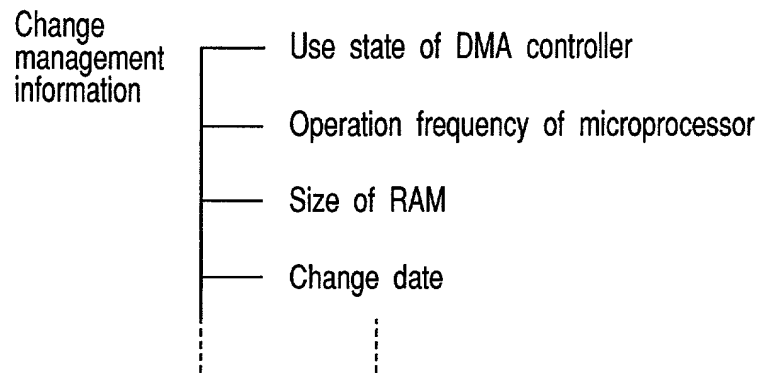 Change
management
information
Use state of DMA controller
Operation frequency of microprocessor
Size of RAM
Change date